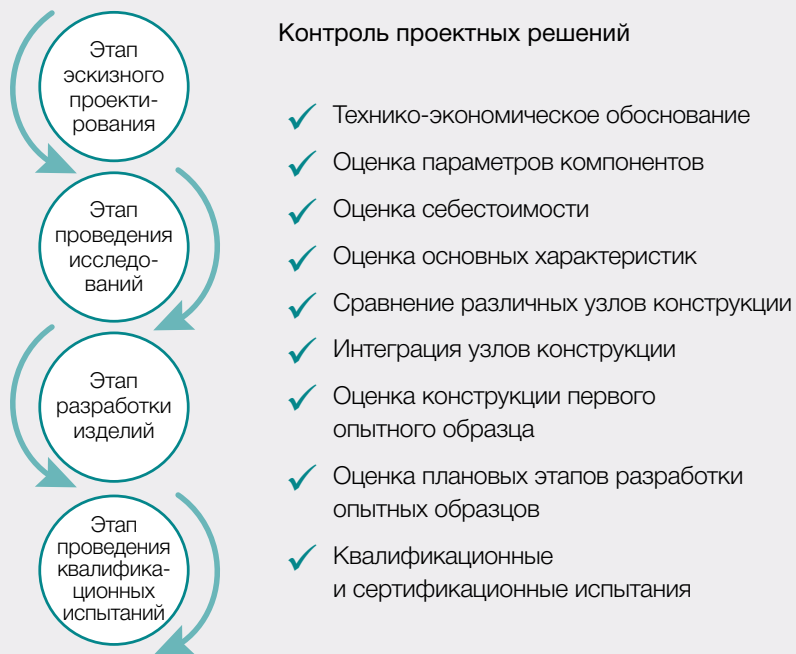 Этап
эскизного
проекти-
рования
Этап
проведения
исследо-
ваний
Этап
разработки
изделий
Этап
проведения
квалифика-
ционных
испытаний
Контроль проектных решений
Технико-экономическое обоснование
Оценка параметров компонентов
Оценка себестоимости
Оценка основных характеристик
Сравнение различных узлов конструкции
Интеграция узлов конструкции
Оценка конструкции первого
опытного образца
Оценка плановых этапов разработки
опытных образцов
Квалификационные
и сертификационные испытания